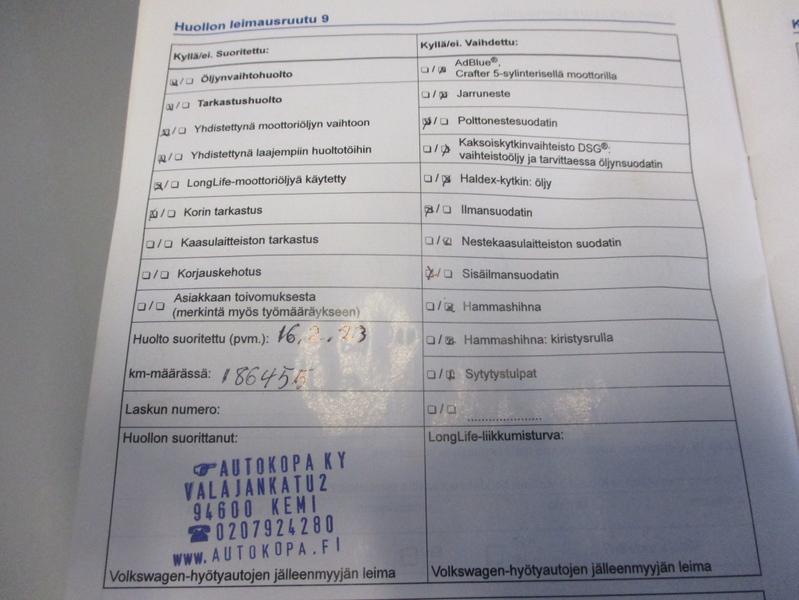 Huollon leimausruutu 9
Kyllä/ei. Suoritettu:
☒ / ☐ Öljynvaihtohuolto
☒ / ☐ Tarkastushuolto
☒ / ☐ Yhdistettynä moottoriöljyn vaihtoon
☒ / ☐ Yhdistettynä laajempiin huoltotöihin
☒ / ☐ LongLife-moottoriöljyä käytetty
☒ / ☐ Korin tarkastus
☐ / ☐ Kaasulaitteiston tarkastus
☐ / ☐ Korjauskehotus
☐ / ☐ Asiakkaan toivomuksesta
(merkintä myös työmääräykseen)
Huolto suoritettu (pvm.): 16.2.23
km-määrässä: 186455
Laskun numero:
Huollon suorittanut:
☛ AUTOKOPA KY
VALAJANKATU 2
94600 KEMI
☎ 0207924280
www.AUTOKOPA.FI
Volkswagen-hyötyautojen jälleenmyyjän leima
Kyllä/ei. Vaihdettu:
☐ / ☒ AdBlue®,
Crafter 5-sylinterisellä moottorilla
☐ / ☒ Jarruneste
☒ / ☐ Polttonestesuodatin
☐ / ☒ Kaksoiskytkinvaihteisto DSG®:
vaihteistoöljy ja tarvittaessa öljynsuodatin
☐ / ☒ Haldex-kytkin: öljy
☒ / ☐ Ilmansuodatin
☐ / ☒ Nestekaasulaitteiston suodatin
☒ / ☐ Sisäilmansuodatin
☐ / ☒ Hammashihna
☐ / ☒ Hammashihna: kiristysrulla
☐ / ☒ Sytytystulpat
☐ / ☐ ....................
LongLife-liikkumisturva:
Volkswagen-hyötyautojen jälleenmyyjän leima